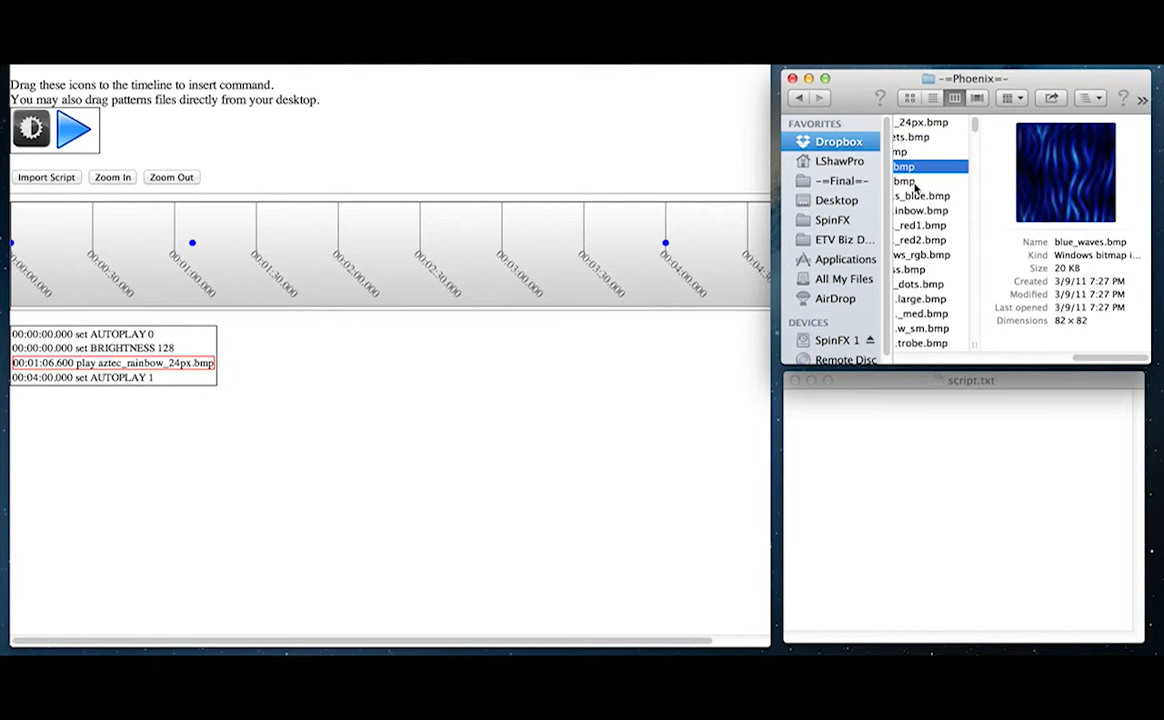 Drag these icons to the timeline to insert command.
You may also drag patterns files directly from your desktop.
Import Script
Zoom In
Zoom Out
00:00:00.000
00:00:30.000
00:01:00.000
00:01:30.000
00:02:00.000
00:02:30.000
00:03:00.000
00:03:30.000
00:04:00.000
00:04:30
00:00:00.000 set AUTOPLAY 0
00:00:00.000 set BRIGHTNESS 128
00:01:06.600 play aztec_rainbow_24px.bmp
00:04:00.000 set AUTOPLAY 1
-=Phoenix=-
FAVORITES
Dropbox
LShawPro
-=Final=-
Desktop
SpinFX
ETV Biz D...
Applications
All My Files
AirDrop
DEVICES
SpinFX 1
Remote Disc
_24px.bmp
ets.bmp
mp
bmp
bmp
s_blue.bmp
inbow.bmp
_red1.bmp
_red2.bmp
ws_rgb.bmp
ss.bmp
_dots.bmp
.large.bmp
._med.bmp
.w_sm.bmp
.trobe.bmp
Name blue_waves.bmp
Kind Windows bitmap i...
Size 20 KB
Created 3/9/11 7:27 PM
Modified 3/9/11 7:27 PM
Last opened 3/9/11 7:27 PM
Dimensions 82 × 82
script.txt